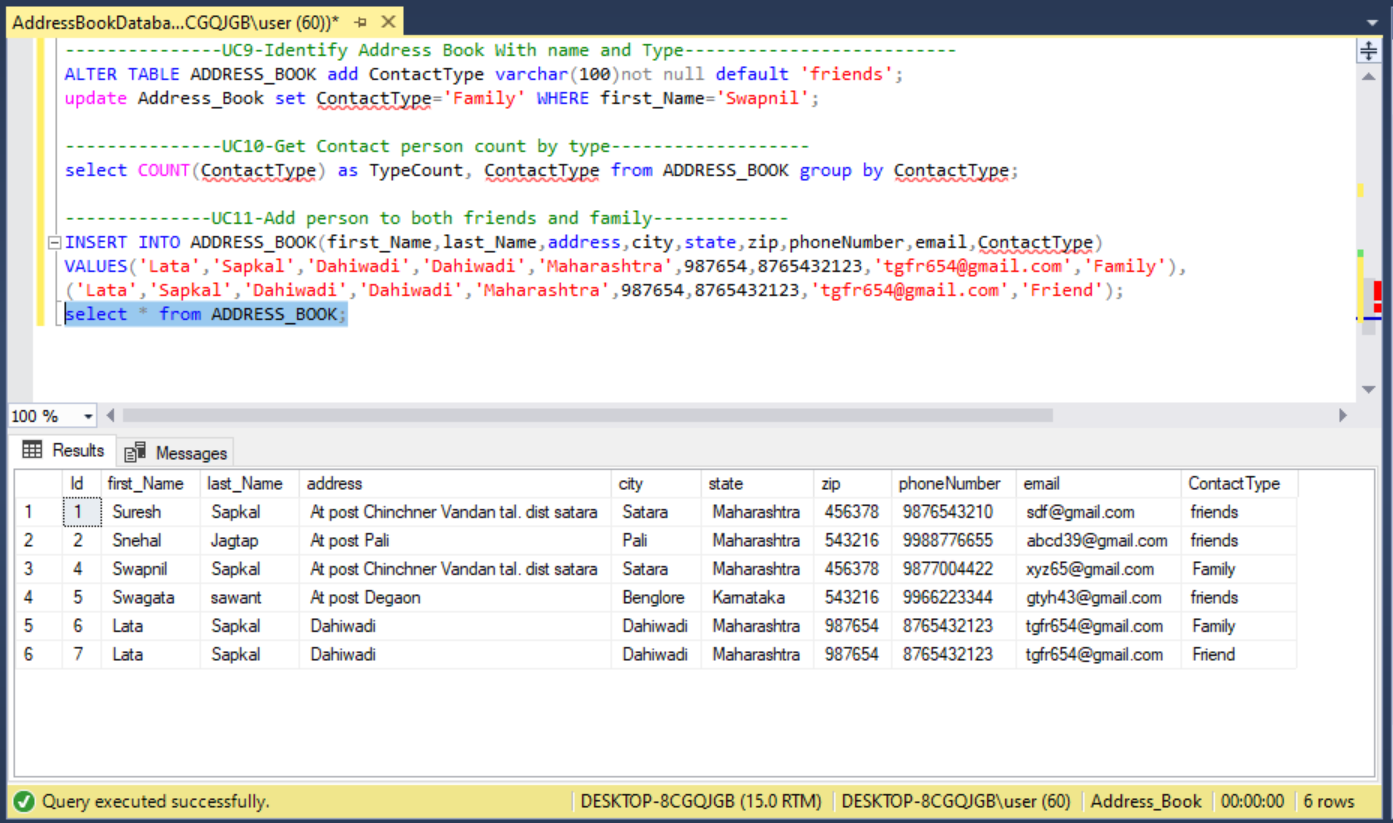 AddressBookDataba...CGQJGB\user (60))*
---------------UC9-Identify Address Book With name and Type--------------------------
ALTER TABLE ADDRESS_BOOK add ContactType varchar(100)not null default 'friends';
update Address_Book set ContactType='Family' WHERE first_Name='Swapnil';
---------------UC10-Get Contact person count by type-------------------
select COUNT(ContactType) as TypeCount, ContactType from ADDRESS_BOOK group by ContactType;
--------------UC11-Add person to both friends and family-------------
INSERT INTO ADDRESS_BOOK(first_Name,last_Name,address,city,state,zip,phoneNumber,email,ContactType)
VALUES('Lata','Sapkal','Dahiwadi','Dahiwadi','Maharashtra',987654,8765432123,'tgfr654@gmail.com','Family'),
('Lata','Sapkal','Dahiwadi','Dahiwadi','Maharashtra',987654,8765432123,'tgfr654@gmail.com','Friend');
select * from ADDRESS_BOOK;
100 %
Results Messages
Id first_Name last_Name address city state zip phoneNumber email ContactType
1 1 Suresh Sapkal At post Chinchner Vandan tal. dist satara Satara Maharashtra 456378 9876543210 sdf@gmail.com friends
2 2 Snehal Jagtap At post Pali Pali Maharashtra 543216 9988776655 abcd39@gmail.com friends
3 4 Swapnil Sapkal At post Chinchner Vandan tal. dist satara Satara Maharashtra 456378 9877004422 xyz65@gmail.com Family
4 5 Swagata sawant At post Degaon Benglore Karnataka 543216 9966223344 gtyh43@gmail.com friends
5 6 Lata Sapkal Dahiwadi Dahiwadi Maharashtra 987654 8765432123 tgfr654@gmail.com Family
6 7 Lata Sapkal Dahiwadi Dahiwadi Maharashtra 987654 8765432123 tgfr654@gmail.com Friend
Query executed successfully. DESKTOP-8CGQJGB (15.0 RTM) DESKTOP-8CGQJGB\user (60) Address_Book 00:00:00 6 rows